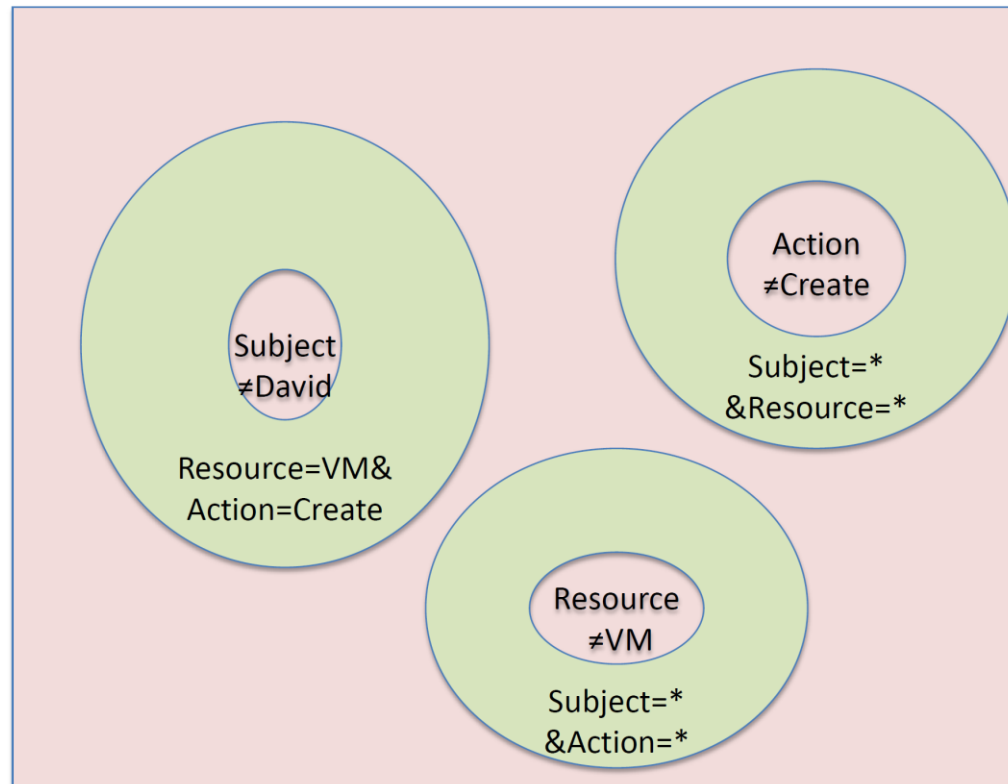 Subject
≠David
Resource=VM&
Action=Create
Action
≠Create
Subject=*
&Resource=*
Resource
≠VM
Subject=*
&Action=*